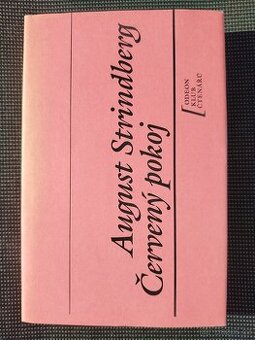 August Strindberg
Červený pokoj
ODEON
KLUB
ČTENÁŘŮ